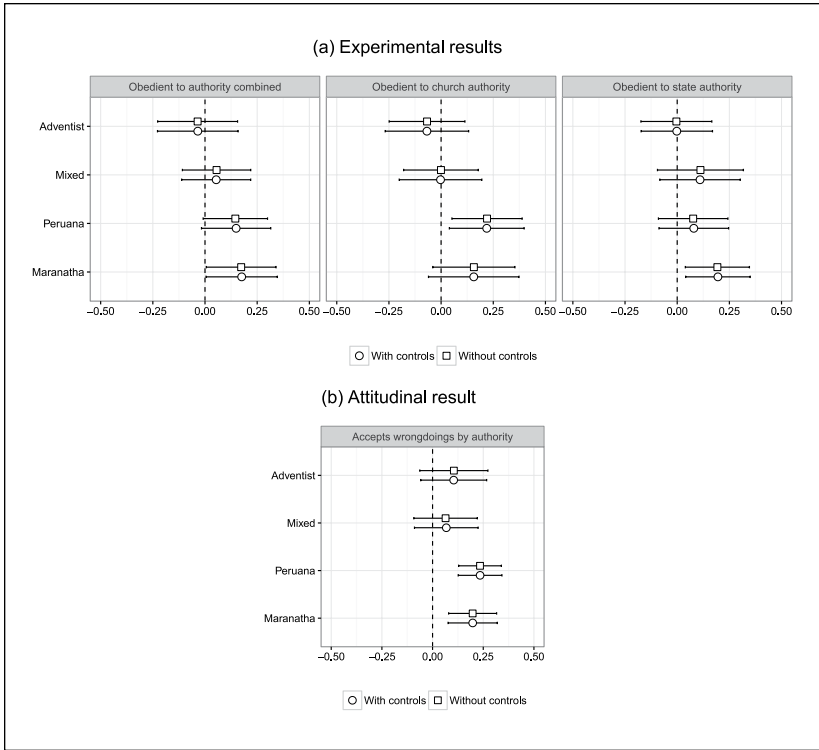 (a) Experimental results
Obedient to authority combined Obedient to church authority Obedient to state authority
Adventist
Mixed
Peruana
Maranatha
−0.50 −0.25 0.00 0.25 0.50 −0.50 −0.25 0.00 0.25 0.50 −0.50 −0.25 0.00 0.25 0.50
With controls Without controls
(b) Attitudinal result
Accepts wrongdoings by authority
Adventist
Mixed
Peruana
Maranatha
−0.50 −0.25 0.00 0.25 0.50
With controls Without controls